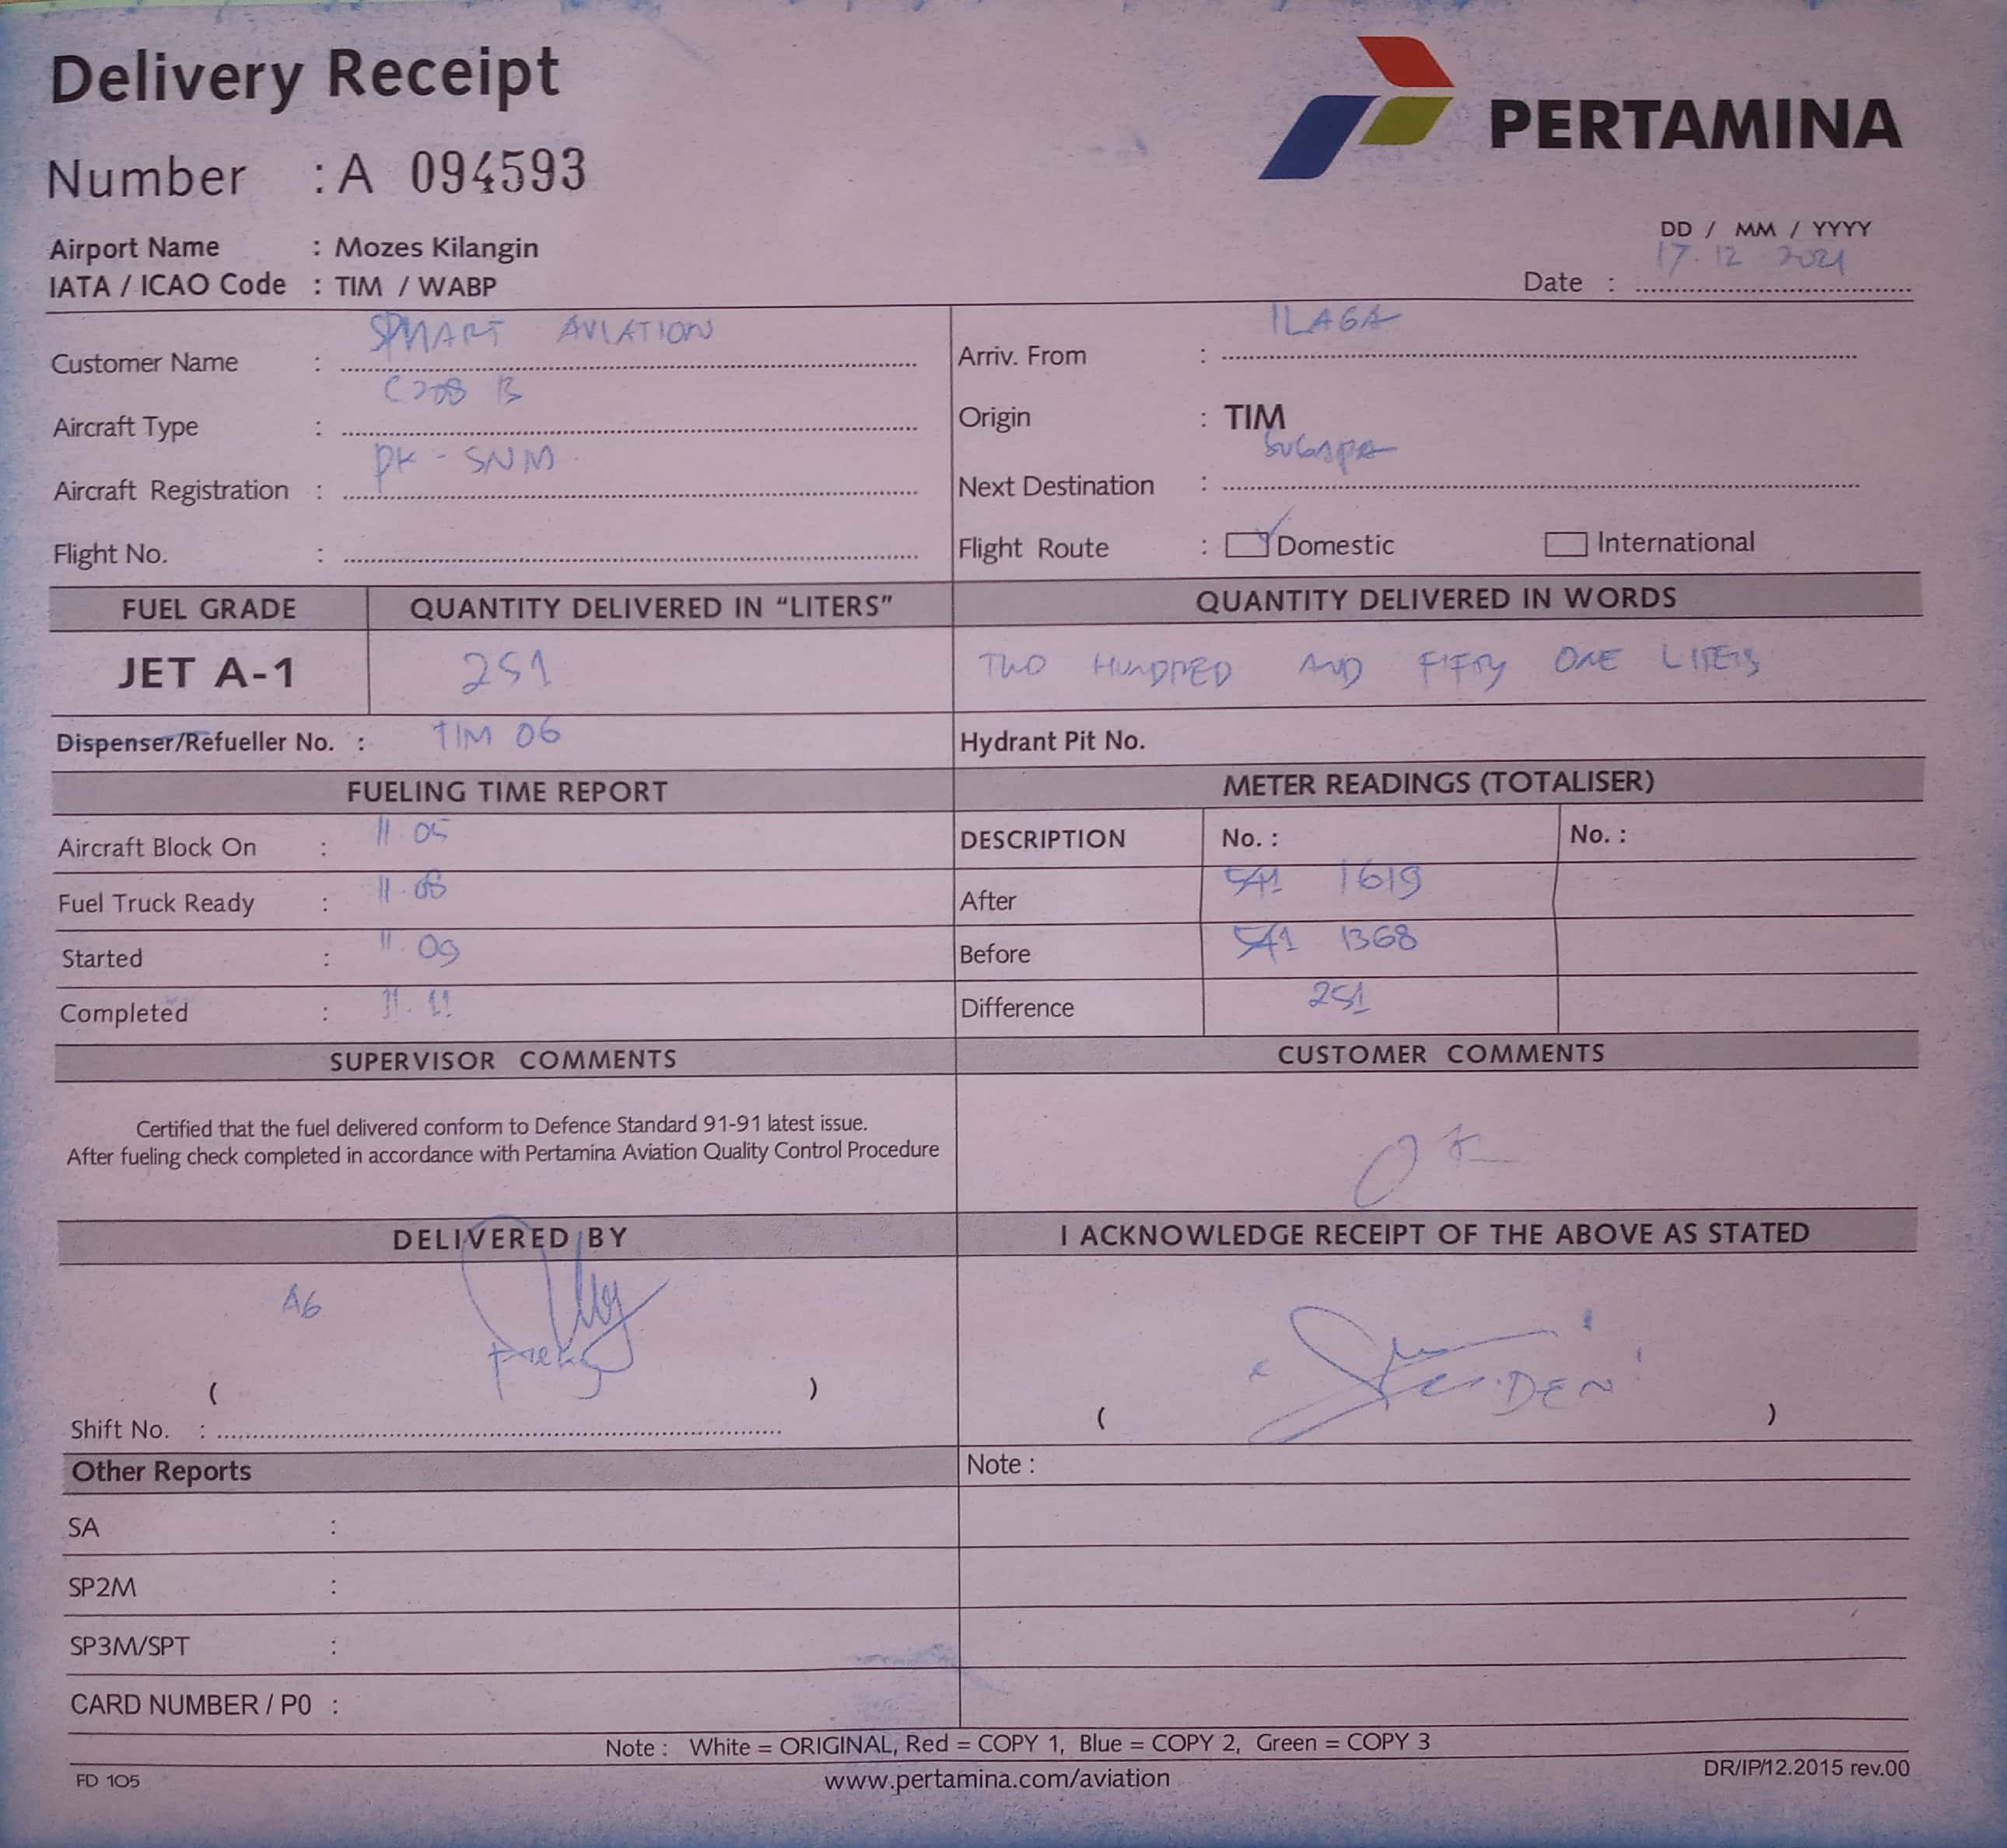 Delivery Receipt
PERTAMINA
Number : A 094593
Airport Name : Mozes Kilangin
IATA / ICAO Code : TIM / WABP
DD / MM / YYYY
Date : 17.12 2021
Customer Name : SMART AVIATION
Aircraft Type : C208 B
Aircraft Registration : PK - SNM
Flight No. :
Arriv. From : ILAGA
Origin : TIM
Next Destination : SUGAPA
Flight Route : Domestic International
FUEL GRADE QUANTITY DELIVERED IN “LITERS” QUANTITY DELIVERED IN WORDS
JET A-1 251 TWO HUNDRED AND FIFTY ONE LITERS
Dispenser/Refueller No. : TIM 06 Hydrant Pit No.
FUELING TIME REPORT
Aircraft Block On : 11.05
Fuel Truck Ready : 11.08
Started : 11.09
Completed : 11.11
METER READINGS (TOTALISER)
DESCRIPTION No. : No. :
After 541 1619
Before 541 1368
Difference 251
SUPERVISOR COMMENTS
Certified that the fuel delivered conform to Defence Standard 91-91 latest issue.
After fueling check completed in accordance with Pertamina Aviation Quality Control Procedure
CUSTOMER COMMENTS
OK
DELIVERED BY
A6
( )
Shift No. :
I ACKNOWLEDGE RECEIPT OF THE ABOVE AS STATED
DEN
( )
Other Reports
SA :
SP2M :
SP3M/SPT :
CARD NUMBER / P0 :
Note :
Note : White = ORIGINAL, Red = COPY 1, Blue = COPY 2, Green = COPY 3
FD 105 www.pertamina.com/aviation DR/IP/12.2015 rev.00